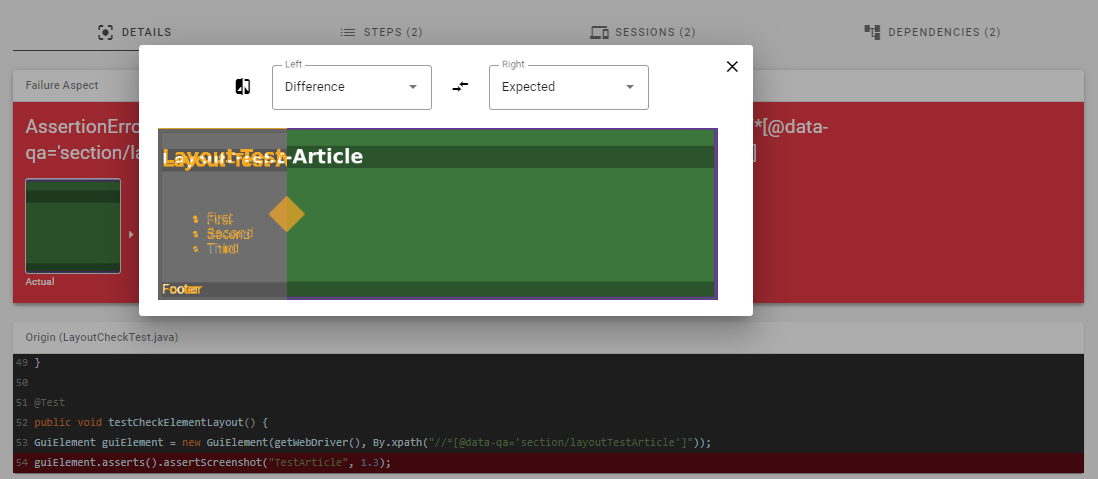 DETAILS
STEPS (2)
SESSIONS (2)
DEPENDENCIES (2)
Left
Difference
Right
Expected
Failure Aspect
AssertionErro
*[@data-
qa='section/la
]
Layout-Test-Article
First
Second
Third
Footer
Actual
Origin (LayoutCheckTest.java)
49 }
50
51 @Test
52 public void testCheckElementLayout() {
53 GuiElement guiElement = new GuiElement(getWebDriver(), By.xpath("//*[@data-qa='section/layoutTestArticle']"));
54 guiElement.asserts().assertScreenshot("TestArticle", 1.3);